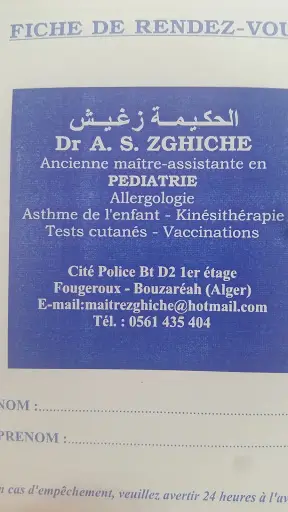 FICHE DE RENDEZ-VOU
الحكيمة زغيش
Dr A. S. ZGHICHE
Ancienne maître-assistante en
PEDIATRIE
Allergologie
Asthme de l'enfant - Kinésithérapie
Tests cutanés - Vaccinations
Cité Police Bt D2 1er étage
Fougeroux - Bouzaréah (Alger)
E-mail:maitrezghiche@hotmail.com
Tél. : 0561 435 404
NOM :
PRENOM :
n cas d'empêchement, veuillez avertir 24 heures à l'av